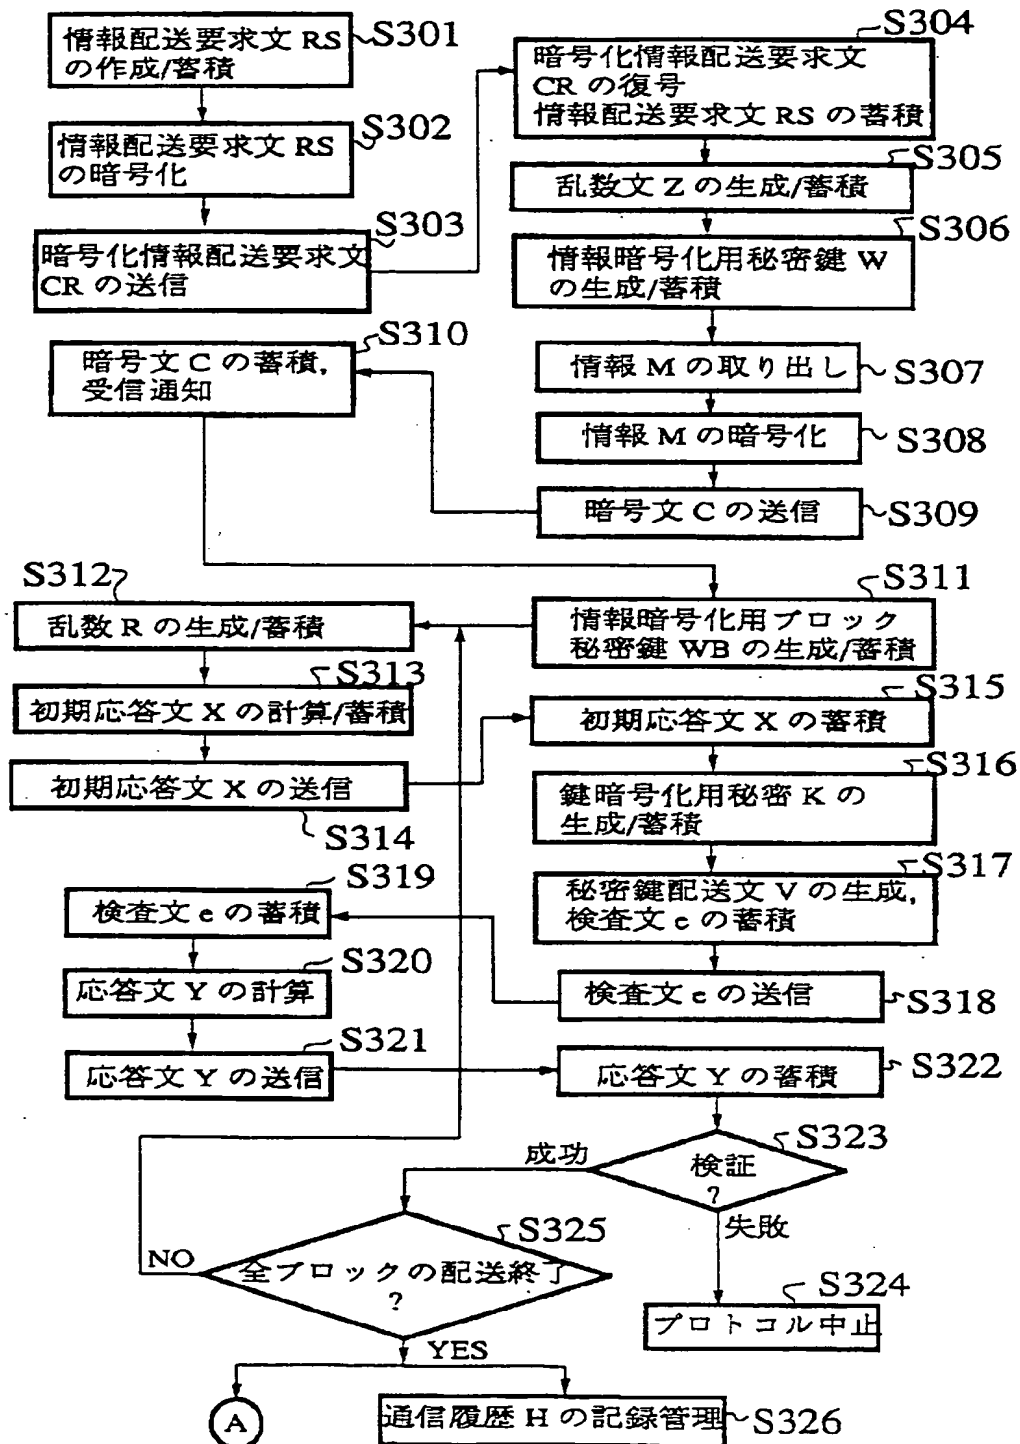 情報配送要求文 RS
の作成/蓄積
S301
情報配送要求文 RS
の暗号化
S302
暗号化情報配送要求文
CR の送信
S303
S304
暗号化情報配送要求文
CR の復号
情報配送要求文 RS の蓄積
S305
乱数文 Z の生成/蓄積
S306
情報暗号化用秘密鍵 W
の生成/蓄積
情報 M の取り出し
S307
情報 M の暗号化
S308
暗号文 C の送信
S309
S310
暗号文 C の蓄積,
受信通知
S311
情報暗号化用ブロック
秘密鍵 WB の生成/蓄積
S312
乱数 R の生成/蓄積
S313
初期応答文 X の計算/蓄積
初期応答文 X の送信
S314
S315
初期応答文 X の蓄積
S316
鍵暗号化用秘密 K の
生成/蓄積
S317
秘密鍵配送文 V の生成,
検査文 e の蓄積
検査文 e の送信
S318
S319
検査文 e の蓄積
S320
応答文 Y の計算
S321
応答文 Y の送信
応答文 Y の蓄積
S322
S323
検証
?
成功
失敗
S324
プロトコル中止
S325
全ブロックの配送終了
?
NO
YES
A
通信履歴 H の記録管理
S326